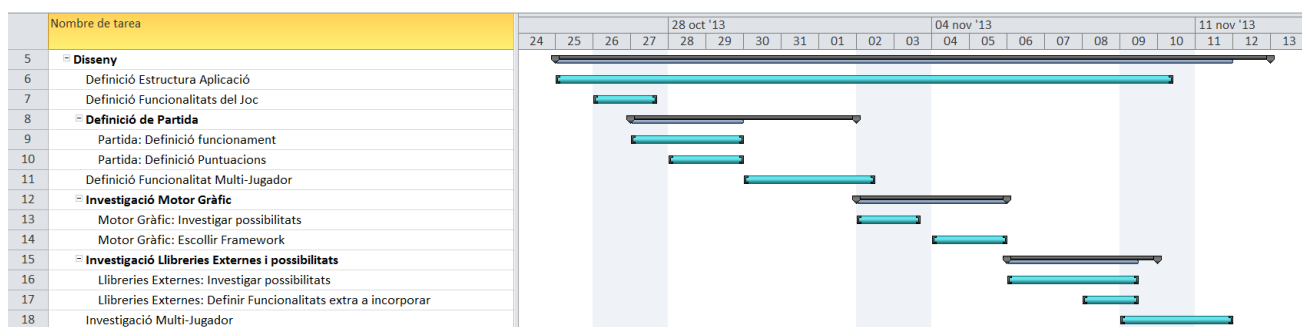 Nombre de tarea
28 oct '13 04 nov '13 11 nov '13
24 25 26 27 28 29 30 31 01 02 03 04 05 06 07 08 09 10 11 12 13
5 Disseny
6 Definició Estructura Aplicació
7 Definició Funcionalitats del Joc
8 Definició de Partida
9 Partida: Definició funcionament
10 Partida: Definició Puntuacions
11 Definició Funcionalitat Multi-Jugador
12 Investigació Motor Gràfic
13 Motor Gràfic: Investigar possibilitats
14 Motor Gràfic: Escollir Framework
15 Investigació Llibreries Externes i possibilitats
16 Llibreries Externes: Investigar possibilitats
17 Llibreries Externes: Definir Funcionalitats extra a incorporar
18 Investigació Multi-Jugador